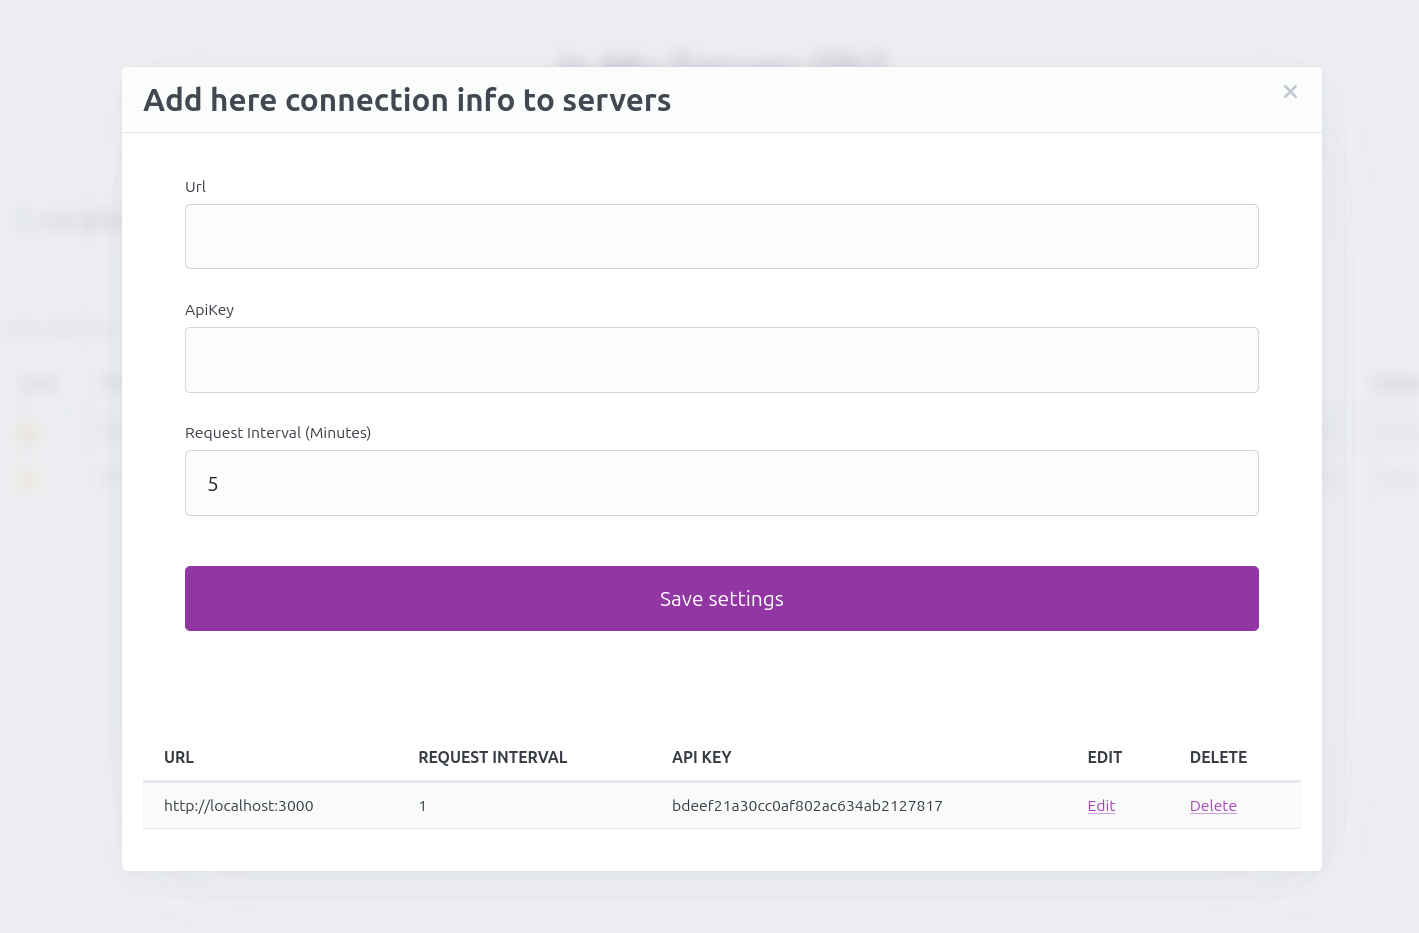 Add here connection info to servers
×
Url
ApiKey
Request Interval (Minutes)
5
Save settings
URL REQUEST INTERVAL API KEY EDIT DELETE
http://localhost:3000 1 bdeef21a30cc0af802ac634ab2127817 Edit Delete